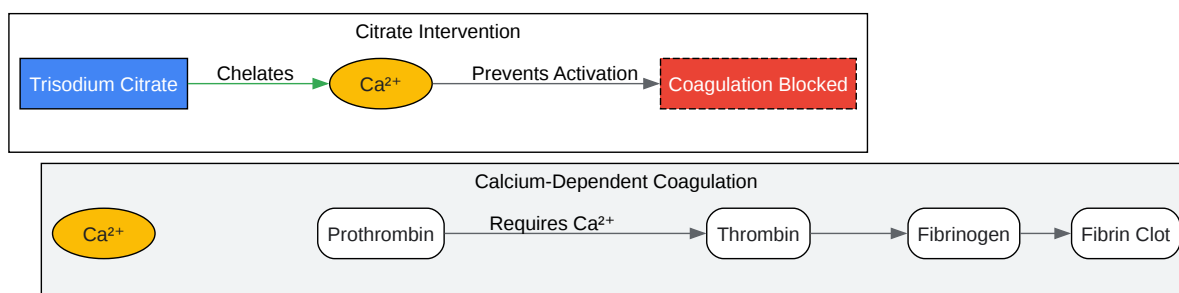 Citrate Intervention
Trisodium Citrate
Chelates
Ca²⁺
Prevents Activation
Coagulation Blocked
Calcium-Dependent Coagulation
Ca²⁺
Prothrombin
Requires Ca²⁺
Thrombin
Fibrinogen
Fibrin Clot